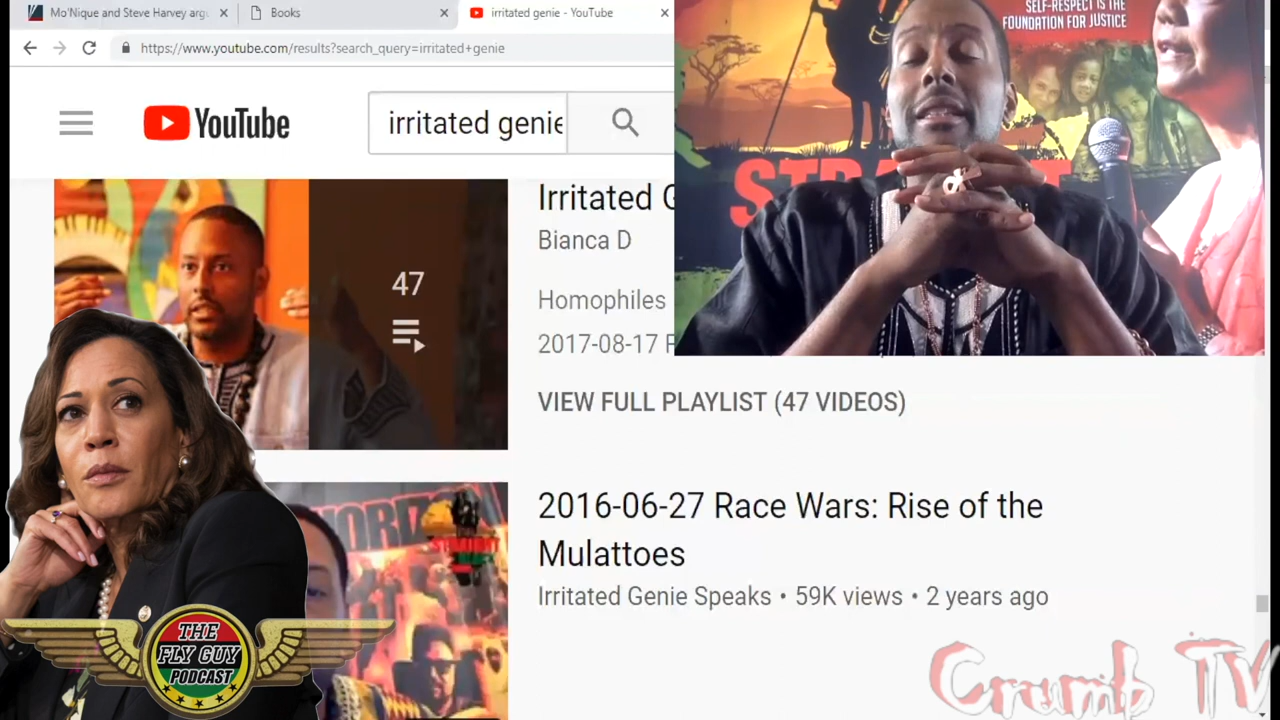 Mo'Nique and Steve Harvey argu
Books
irritated genie - YouTube
https://www.youtube.com/results?search_query=irritated+genie
YouTube
irritated genie
SELF-RESPECT IS THE
FOUNDATION FOR JUSTICE
Irritated G
Bianca D
47
Homophiles
2017-08-17
VIEW FULL PLAYLIST (47 VIDEOS)
2016-06-27 Race Wars: Rise of the
Mulattoes
Irritated Genie Speaks • 59K views • 2 years ago
STRAIGHT
THE
FLY GUY
PODCAST
Crumb TV